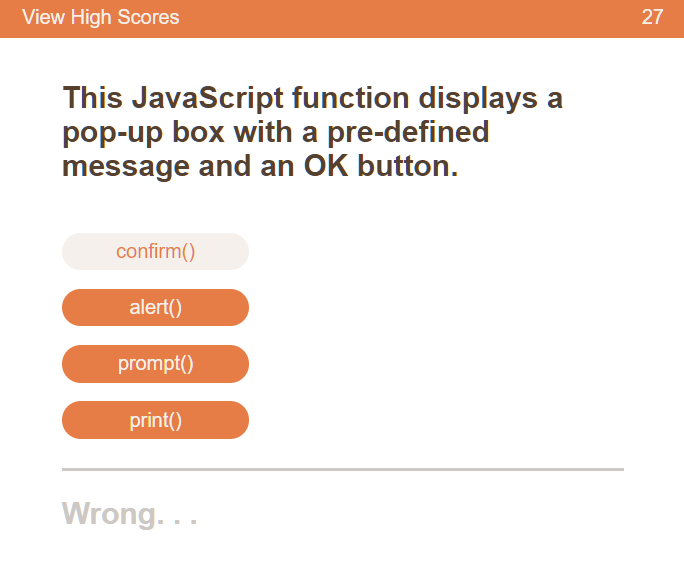 View High Scores 27
This JavaScript function displays a
pop-up box with a pre-defined
message and an OK button.
confirm()
alert()
prompt()
print()
Wrong. . .